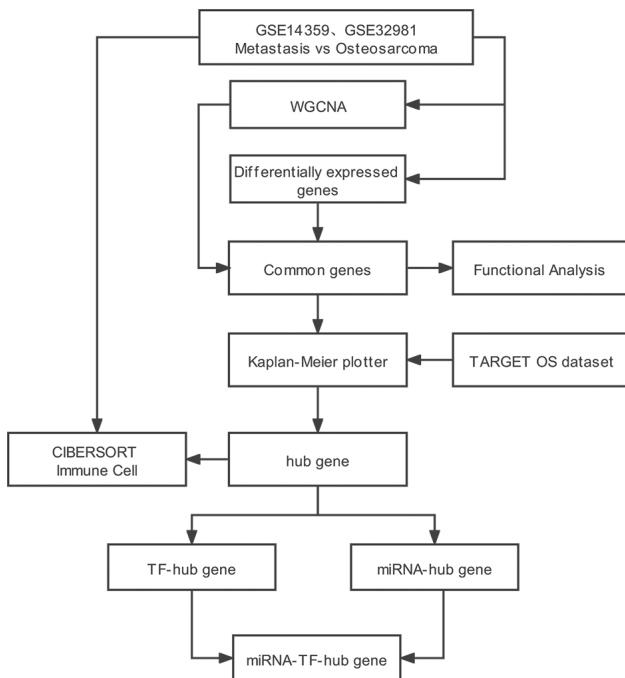 GSE14359、GSE32981
Metastasis vs Osteosarcoma
WGCNA
Differentially expressed
genes
Common genes
Functional Analysis
Kaplan-Meier plotter
TARGET OS dataset
CIBERSORT
Immune Cell
hub gene
TF-hub gene
miRNA-hub gene
miRNA-TF-hub gene